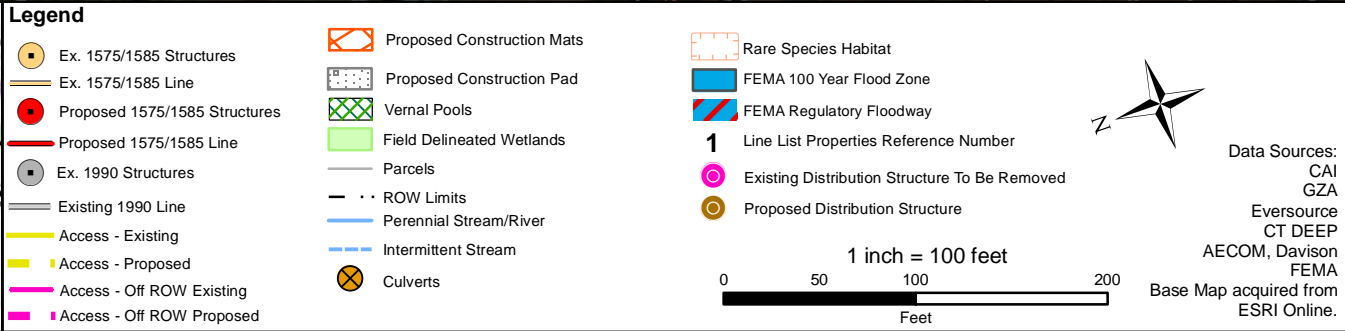 Legend
Ex. 1575/1585 Structures
Ex. 1575/1585 Line
Proposed 1575/1585 Structures
Proposed 1575/1585 Line
Ex. 1990 Structures
Existing 1990 Line
Access - Existing
Access - Proposed
Access - Off ROW Existing
Access - Off ROW Proposed
Proposed Construction Mats
Proposed Construction Pad
Vernal Pools
Field Delineated Wetlands
Parcels
ROW Limits
Perennial Stream/River
Intermittent Stream
Culverts
Rare Species Habitat
FEMA 100 Year Flood Zone
FEMA Regulatory Floodway
1 Line List Properties Reference Number
Existing Distribution Structure To Be Removed
Proposed Distribution Structure
1 inch = 100 feet
0 50 100 200
Feet
N
Data Sources:
CAI
GZA
Eversource
CT DEEP
AECOM, Davison
FEMA
Base Map acquired from
ESRI Online.